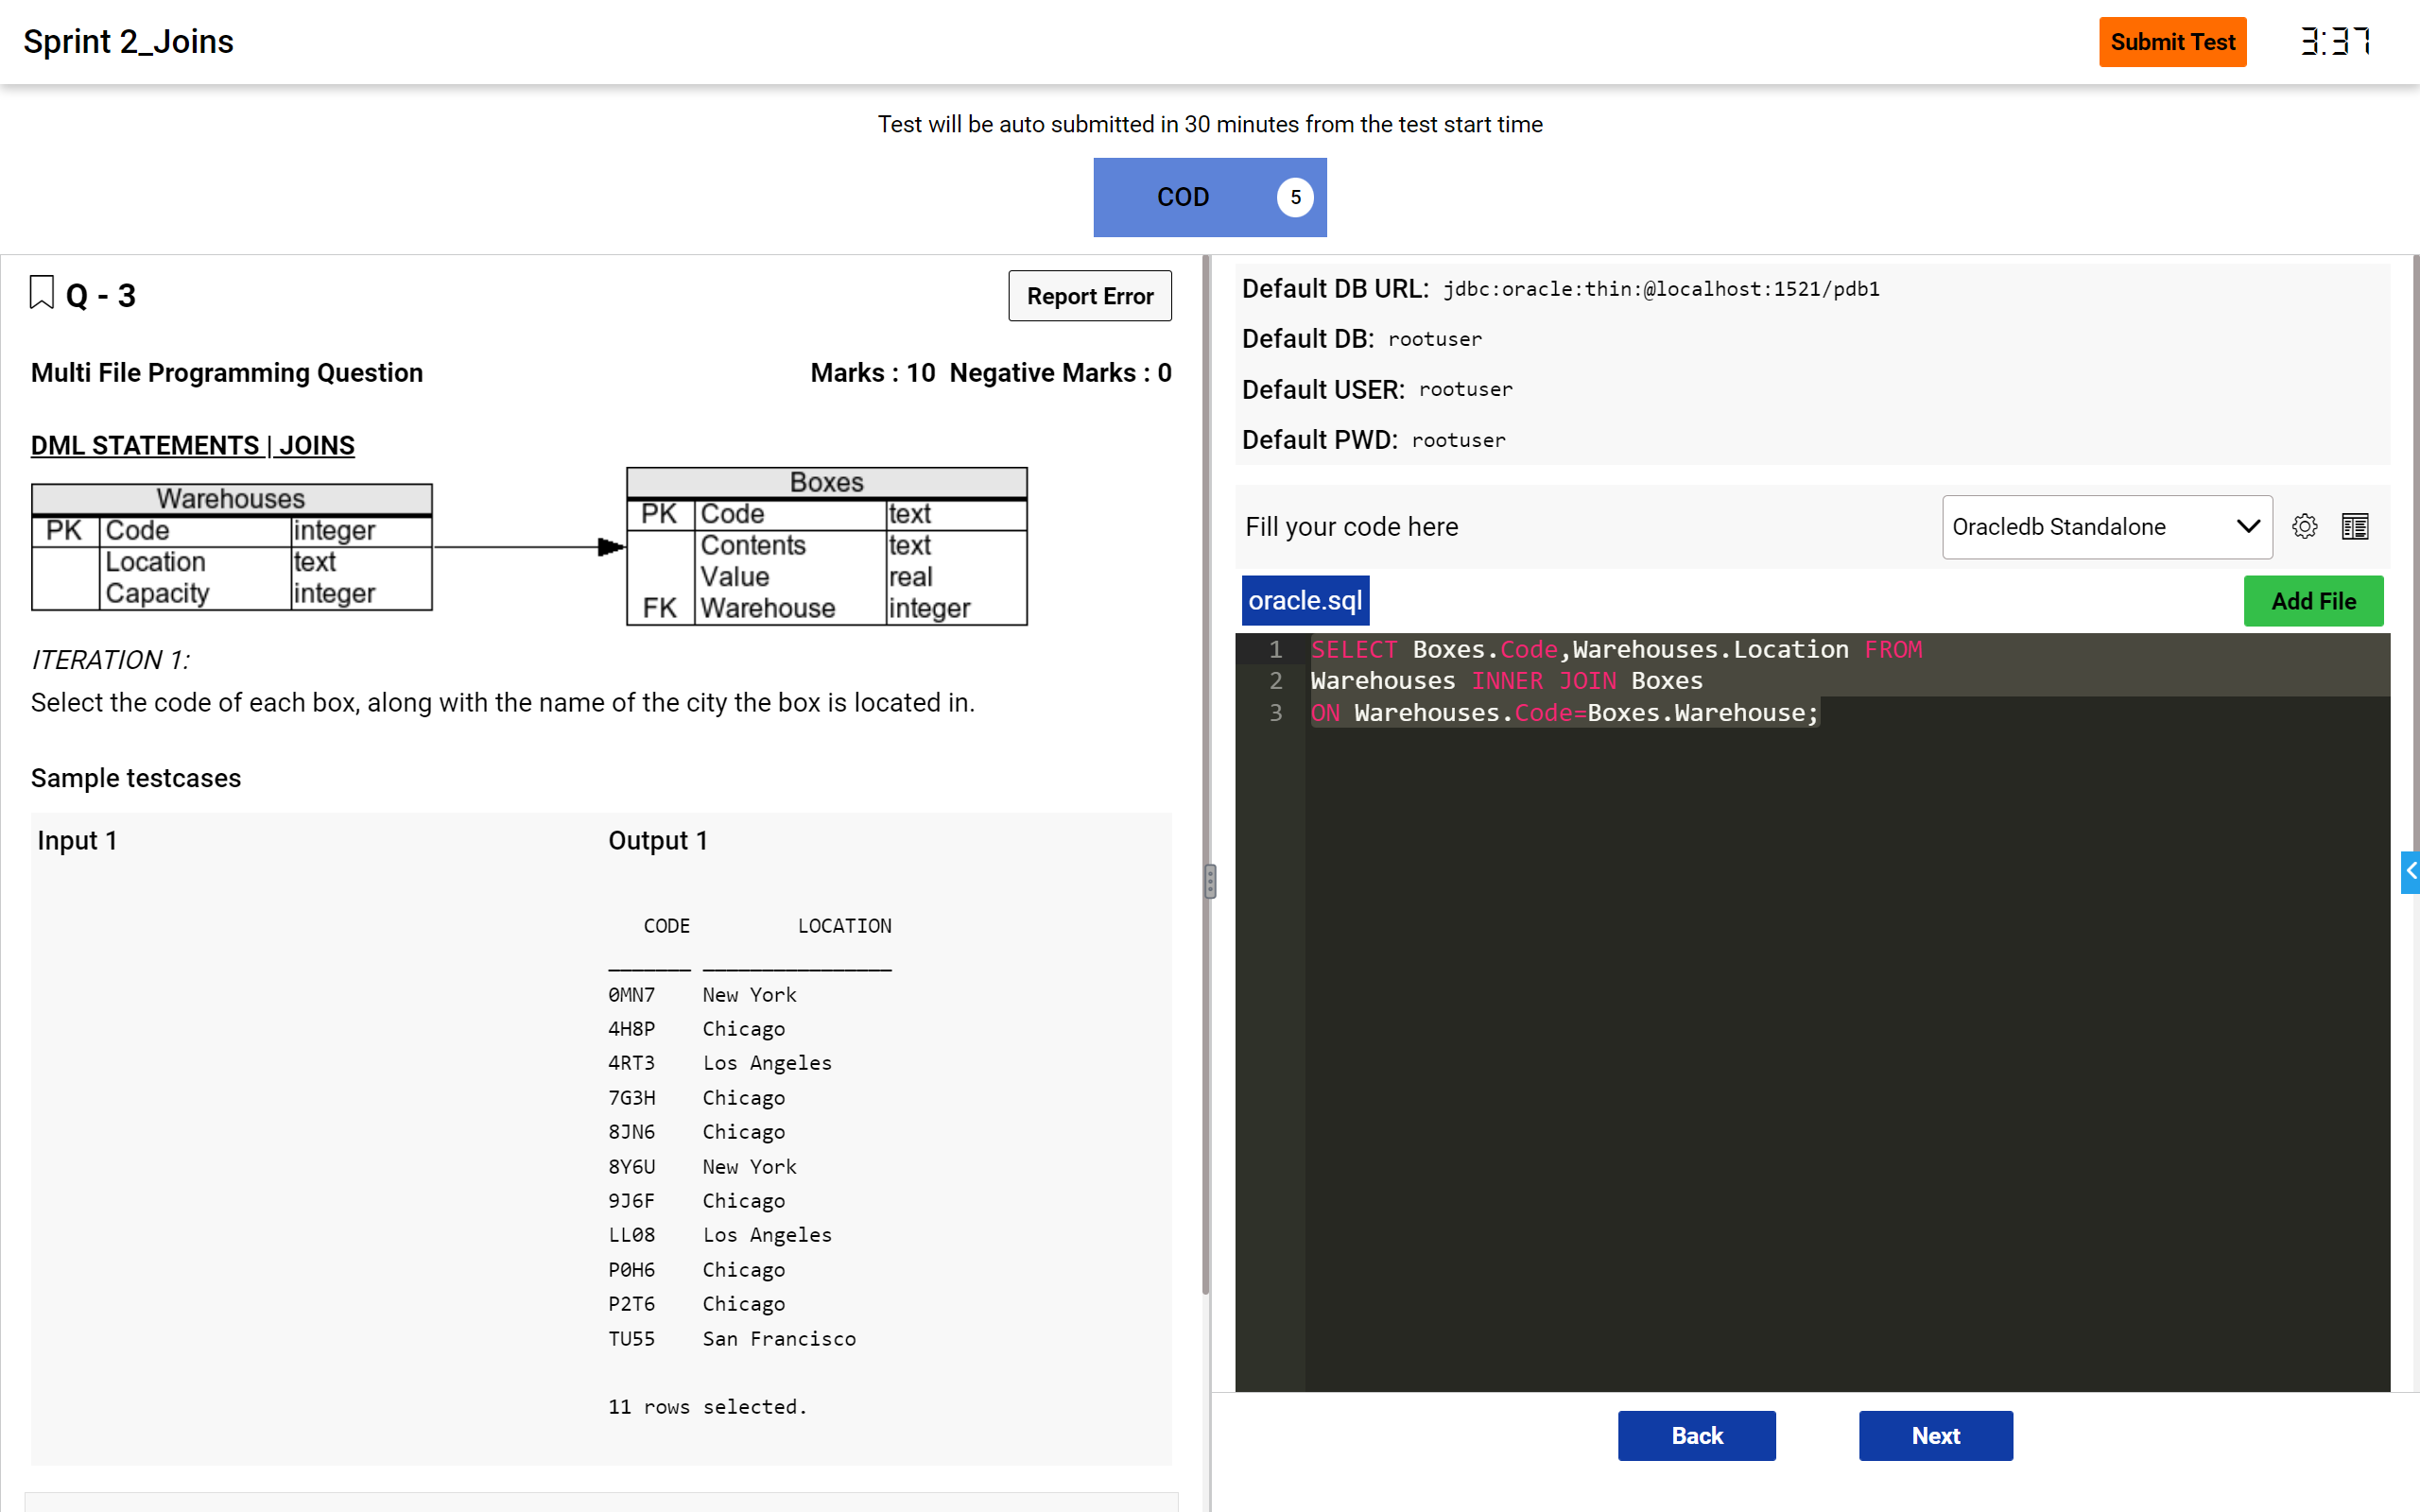 Sprint 2_Joins
Submit Test
3:37
Test will be auto submitted in 30 minutes from the test start time
COD 5
Q - 3
Report Error
Multi File Programming Question
Marks : 10 Negative Marks : 0
DML STATEMENTS | JOINS
Warehouses
PK Code integer
Location text
Capacity integer
Boxes
PK Code text
Contents text
Value real
FK Warehouse integer
ITERATION 1:
Select the code of each box, along with the name of the city the box is located in.
Sample testcases
Input 1
Output 1
CODE LOCATION
_______ ________________
0MN7 New York
4H8P Chicago
4RT3 Los Angeles
7G3H Chicago
8JN6 Chicago
8Y6U New York
9J6F Chicago
LL08 Los Angeles
P0H6 Chicago
P2T6 Chicago
TU55 San Francisco
11 rows selected.
Default DB URL: jdbc:oracle:thin:@localhost:1521/pdb1
Default DB: rootuser
Default USER: rootuser
Default PWD: rootuser
Fill your code here
Oracledb Standalone
oracle.sql
Add File
1 SELECT Boxes.Code,Warehouses.Location FROM
2 Warehouses INNER JOIN Boxes
3 ON Warehouses.Code=Boxes.Warehouse;
Back
Next